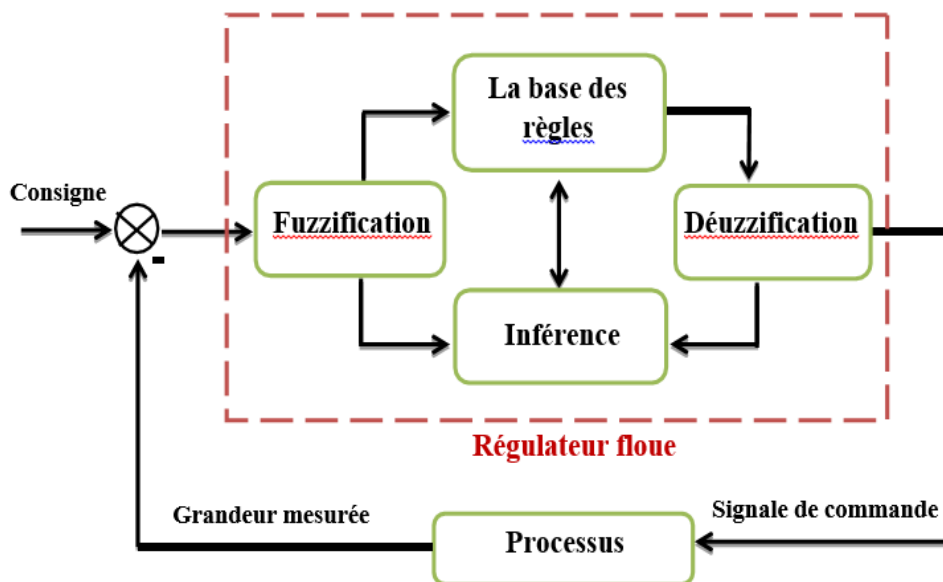 La base des
règles
Consigne
Fuzzification
Déuzzification
-
Inférence
Régulateur floue
Grandeur mesurée
Signale de commande
Processus